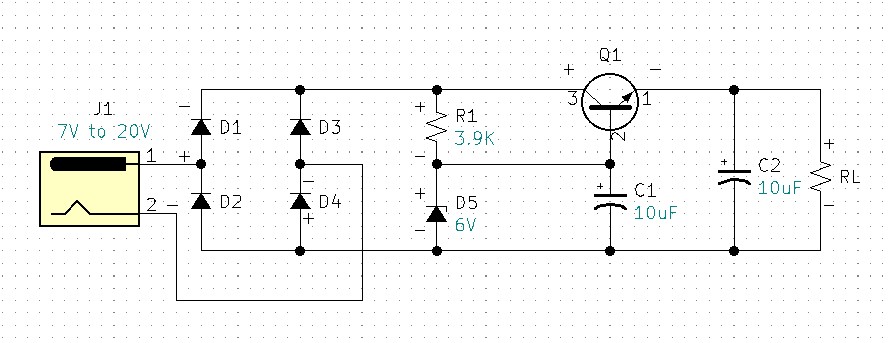 Q1
+ −
3 1
2
J1
7V to 20V
1 +
2 −
− D1
D2
D3
− D4 +
+ R1
3.9K −
+ D5
6V −
+ C1
10uF
+ C2
10uF
+ RL −